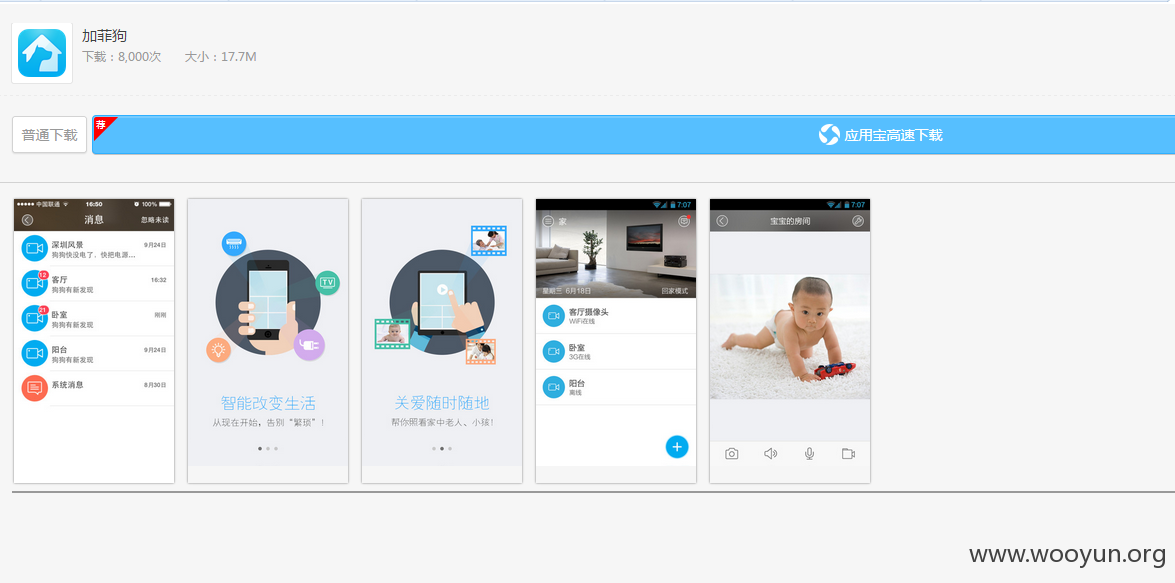 加菲狗
下载：8,000次 大小：17.7M
普通下载
荐
应用宝高速下载
中国联通 16:50 100%
消息 忽略未读
深圳风景 9月24日
狗狗快没电了、快把电源...
12
客厅 16:32
狗狗有新发现
21
卧室 刚刚
狗狗有新发现
阳台 9月24日
狗狗有新发现
系统消息 8月30日
TV
智能改变生活
从现在开始，告别“繁琐”！
关爱随时随地
帮你照看家中老人、小孩！
7:07
家
星期三 6月18日 回家模式
客厅摄像头
WiFi在线
卧室
3G在线
阳台
离线
7:07
宝宝的房间
www.wooyun.org